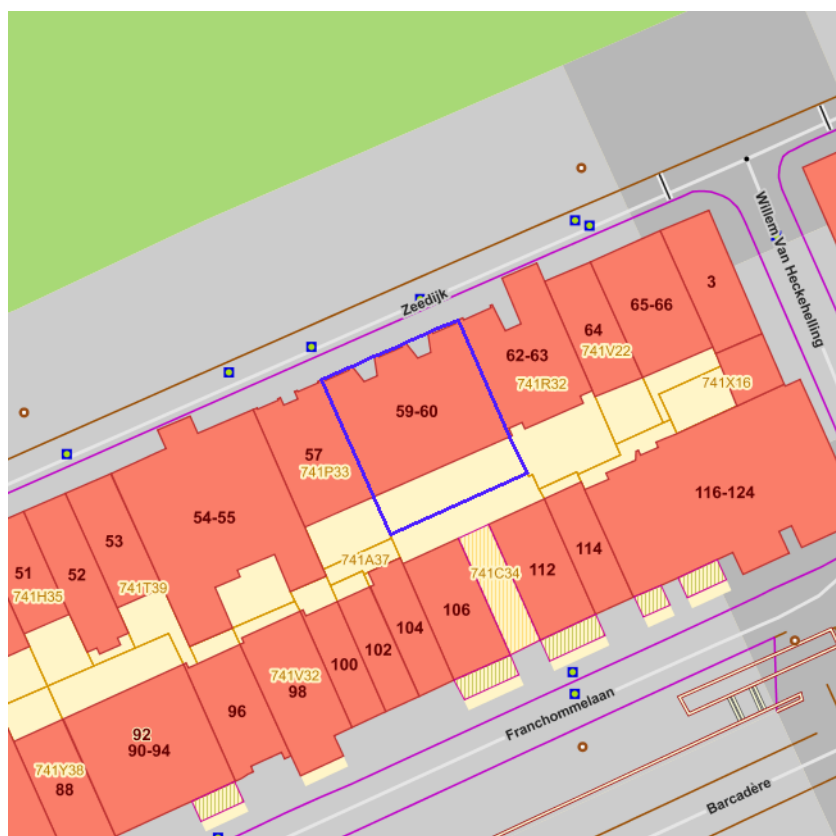 Zeedijk
Willem Van Heckehelling
3
65-66
64
741V22
62-63
741R32
741X16
59-60
57
741P33
116-124
54-55
53
52
51
741H35
741T39
741A37
741C34
112
114
106
104
102
100
741V32
98
96
92
90-94
741Y38
88
Franchommelaan
Barcadère